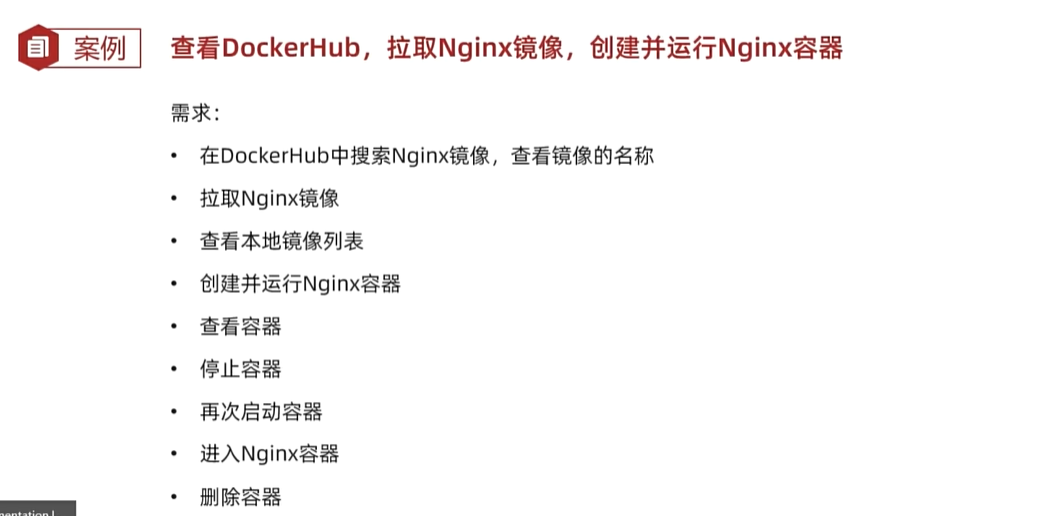 案例
查看DockerHub，拉取Nginx镜像，创建并运行Nginx容器
需求：
• 在DockerHub中搜索Nginx镜像，查看镜像的名称
• 拉取Nginx镜像
• 查看本地镜像列表
• 创建并运行Nginx容器
• 查看容器
• 停止容器
• 再次启动容器
• 进入Nginx容器
• 删除容器